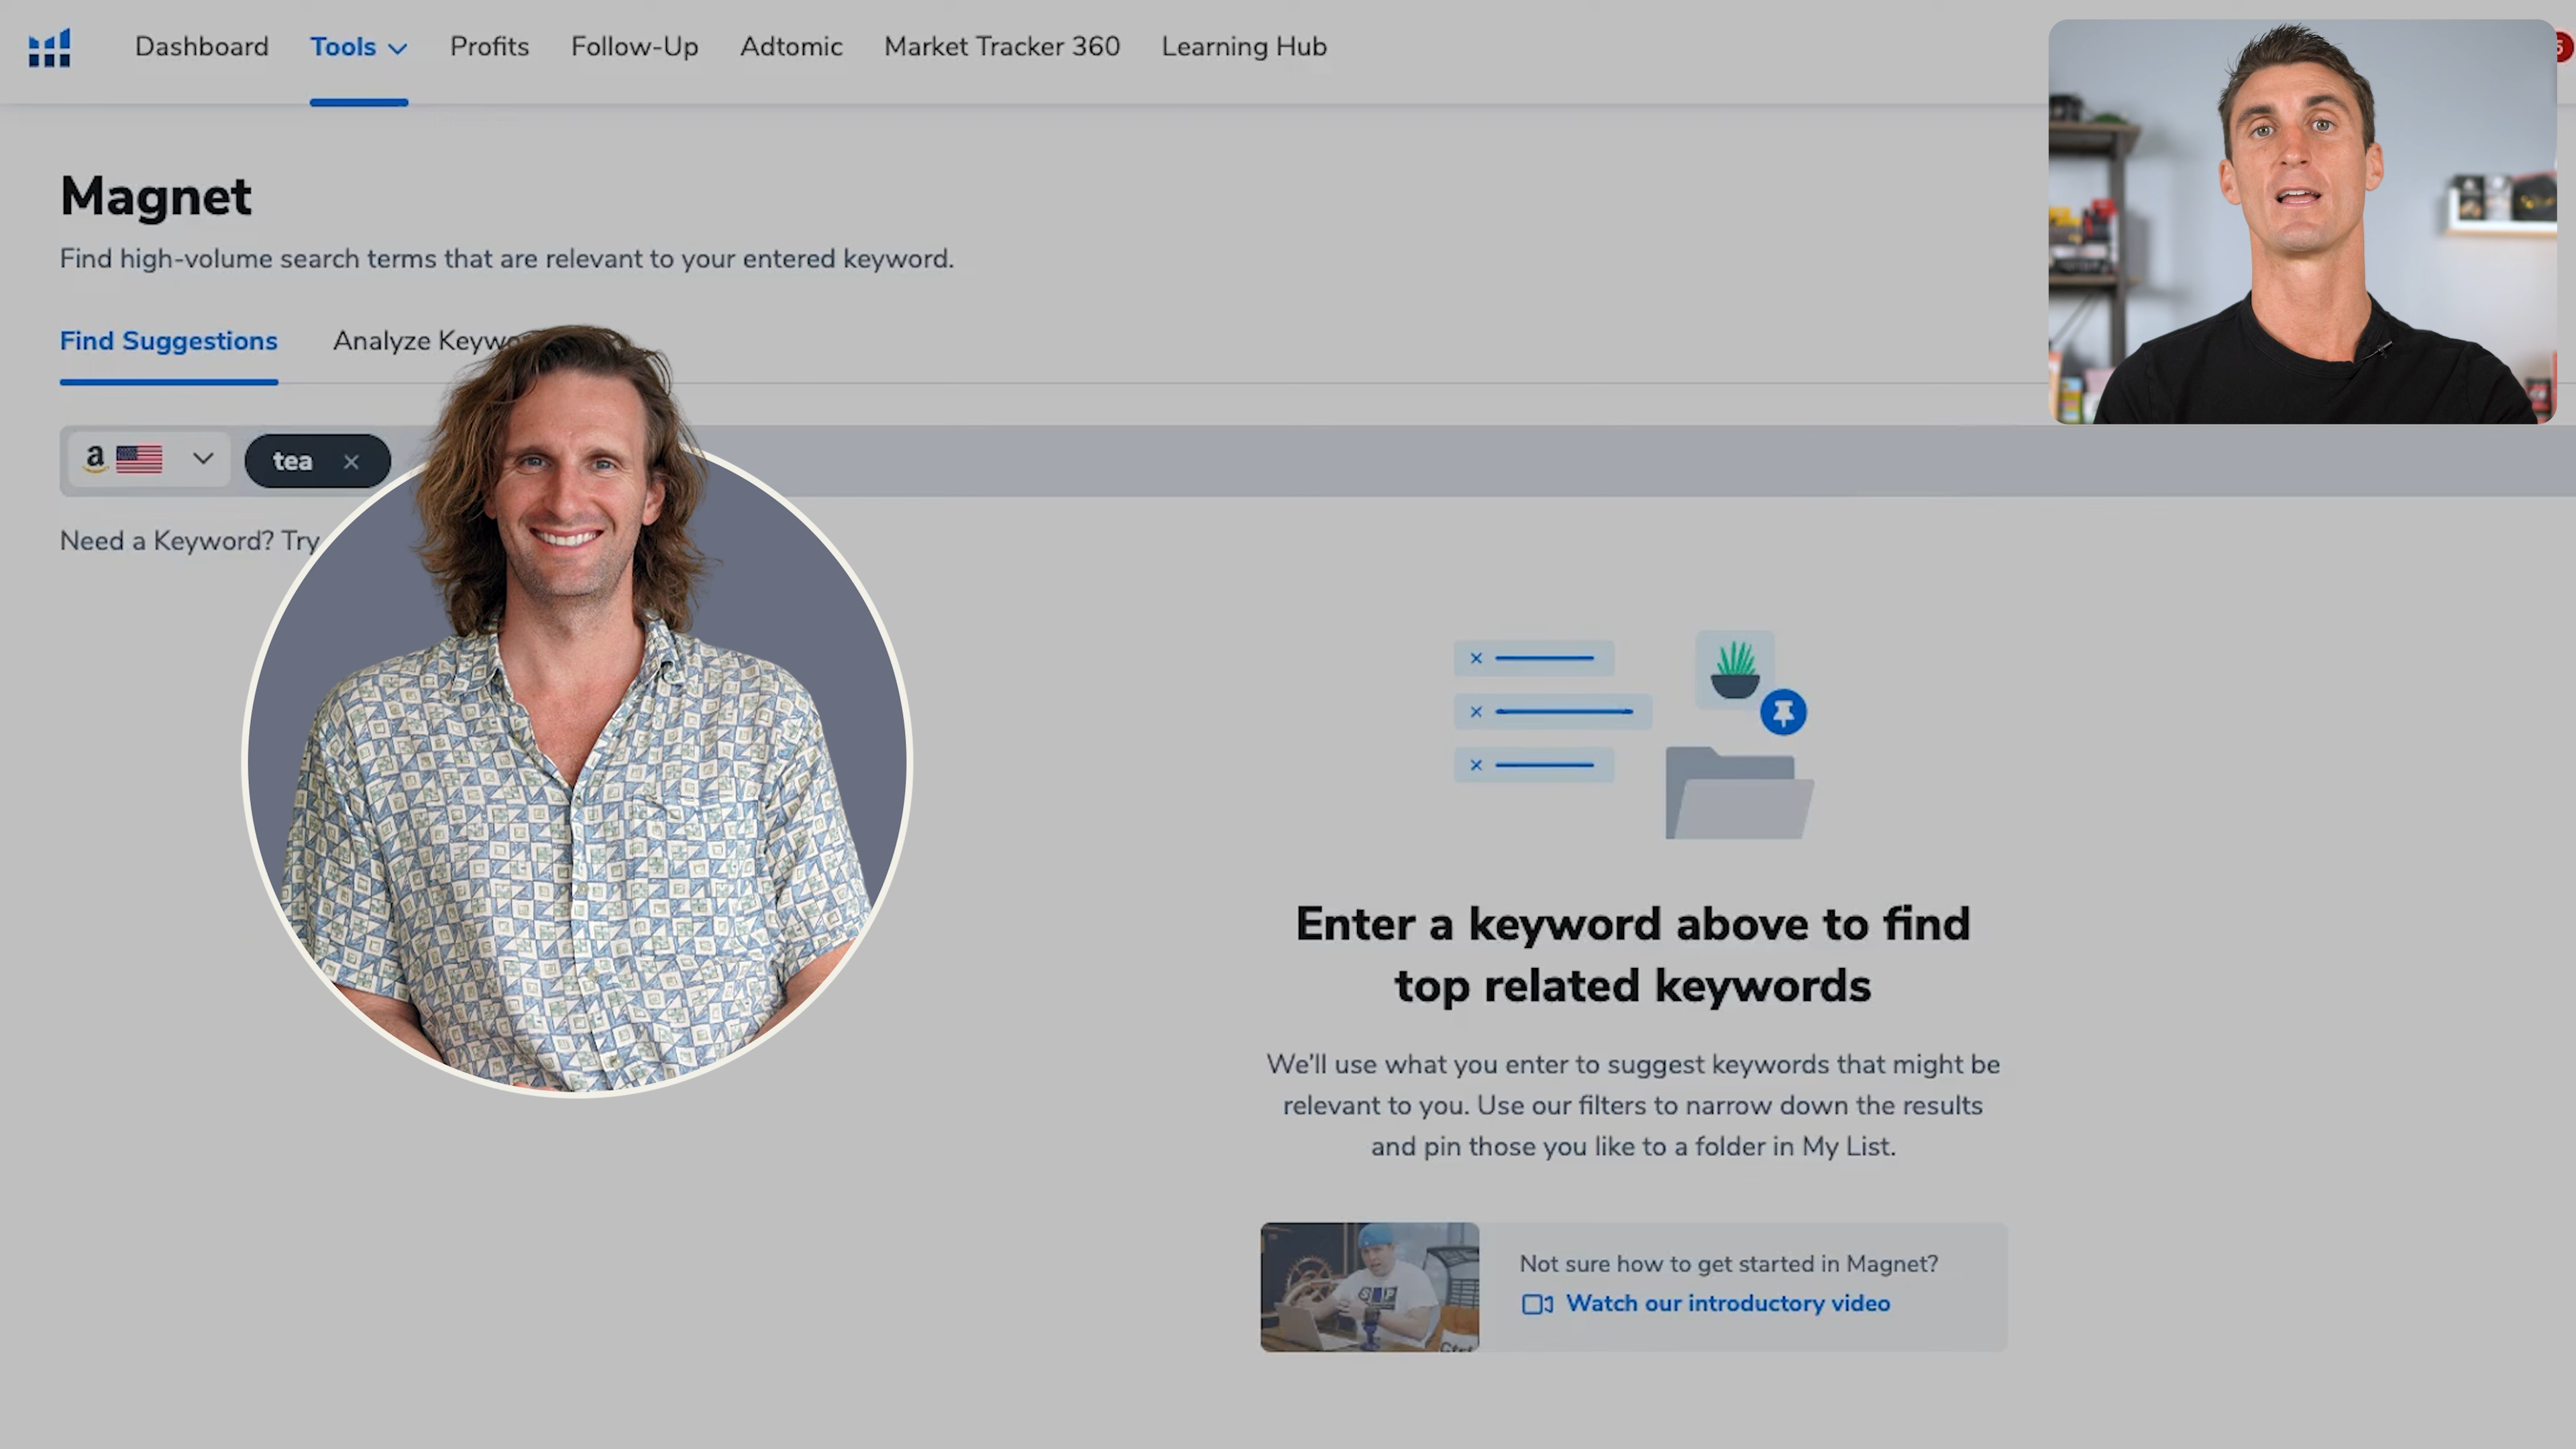 Dashboard Tools Profits Follow-Up Adtomic Market Tracker 360 Learning Hub
Magnet
Find high-volume search terms that are relevant to your entered keyword.
Find Suggestions Analyze Keywo
a tea
Need a Keyword? Try
Enter a keyword above to find
top related keywords
We'll use what you enter to suggest keywords that might be
relevant to you. Use our filters to narrow down the results
and pin those you like to a folder in My List.
Not sure how to get started in Magnet?
Watch our introductory video